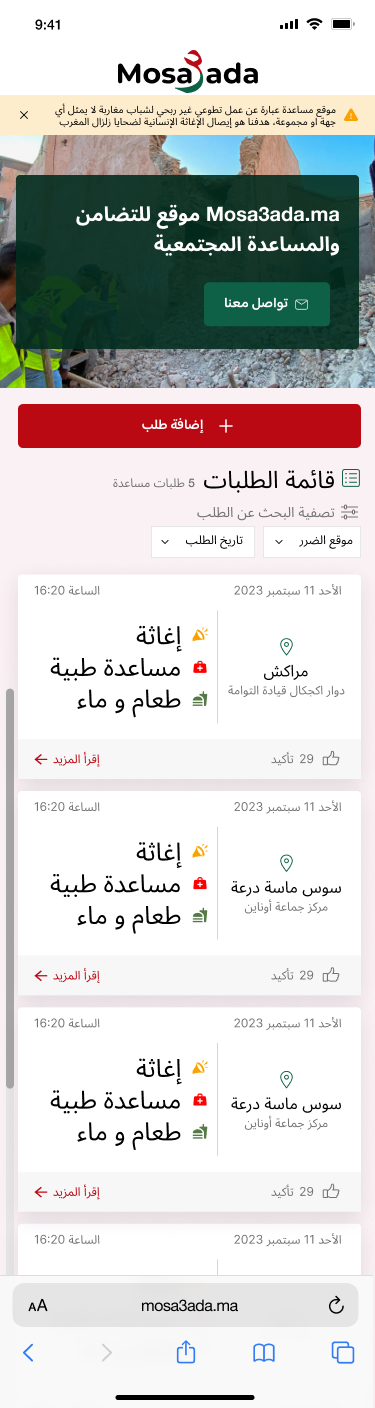 9:41
Mosa3ada
موقع مساعدة عبارة عن عمل تطوعي غير ربحي لشباب مغاربة لا يمثل أي
جهة أو مجموعة، هدفنا هو إيصال الإغاثة الإنسانية لضحايا زلزال المغرب
Mosa3ada.ma موقع للتضامن
والمساعدة المجتمعية
تواصل معنا
إضافة طلب
قائمة الطلبات 5 طلبات مساعدة
تصفية البحث عن الطلب
موقع الضرر تاريخ الطلب
الأحد 11 سبتمبر 2023 الساعة 16:20
مراكش
دوار اكجكال قيادة التوامة
إغاثة
مساعدة طبية
طعام و ماء
29 تأكيد إقرأ المزيد
الأحد 11 سبتمبر 2023 الساعة 16:20
سوس ماسة درعة
مركز جماعة أوناين
إغاثة
مساعدة طبية
طعام و ماء
29 تأكيد إقرأ المزيد
الأحد 11 سبتمبر 2023 الساعة 16:20
سوس ماسة درعة
مركز جماعة أوناين
إغاثة
مساعدة طبية
طعام و ماء
29 تأكيد إقرأ المزيد
الأحد 11 سبتمبر 2023 الساعة 16:20
AA mosa3ada.ma